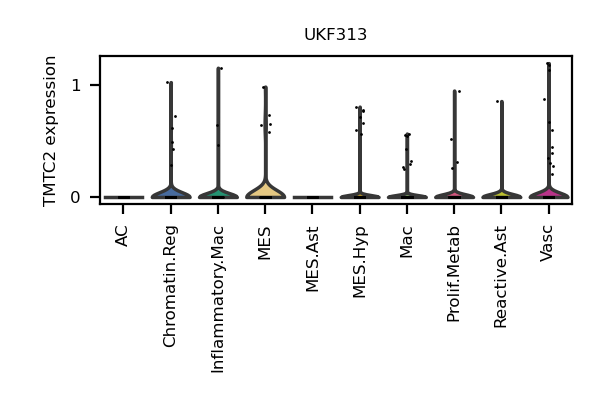 UKF313
TMTC2 expression
1
0
AC
Chromatin.Reg
Inflammatory.Mac
MES
MES.Ast
MES.Hyp
Mac
Prolif.Metab
Reactive.Ast
Vasc